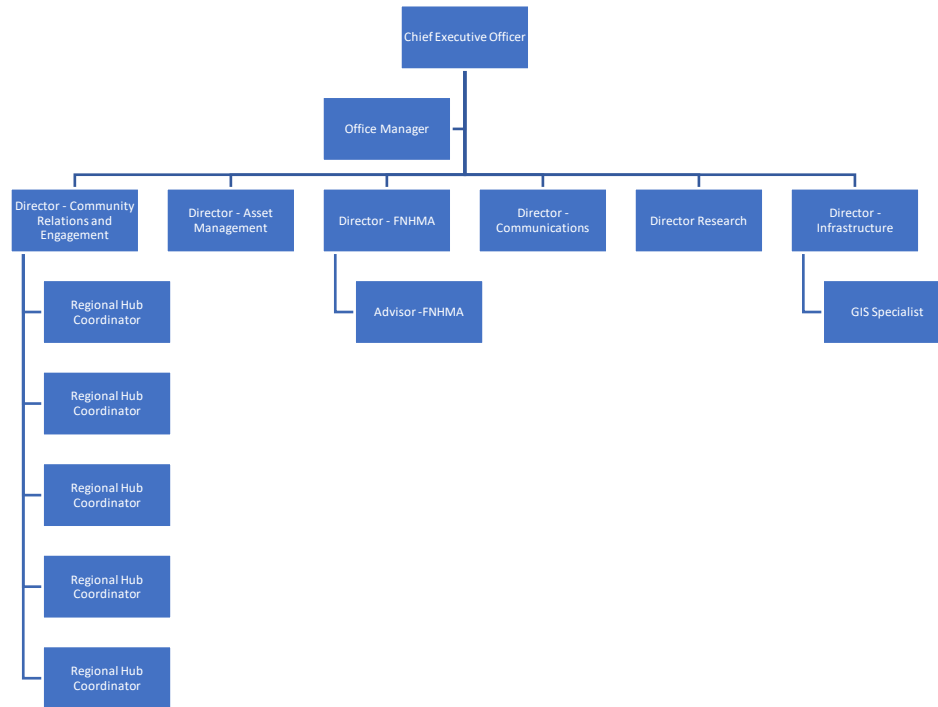 Chief Executive Officer
Office Manager
Director - Community
Relations and
Engagement
Director - Asset
Management
Director - FNHMA
Director -
Communications
Director Research
Director -
Infrastructure
Regional Hub
Coordinator
Advisor -FNHMA
GIS Specialist
Regional Hub
Coordinator
Regional Hub
Coordinator
Regional Hub
Coordinator
Regional Hub
Coordinator